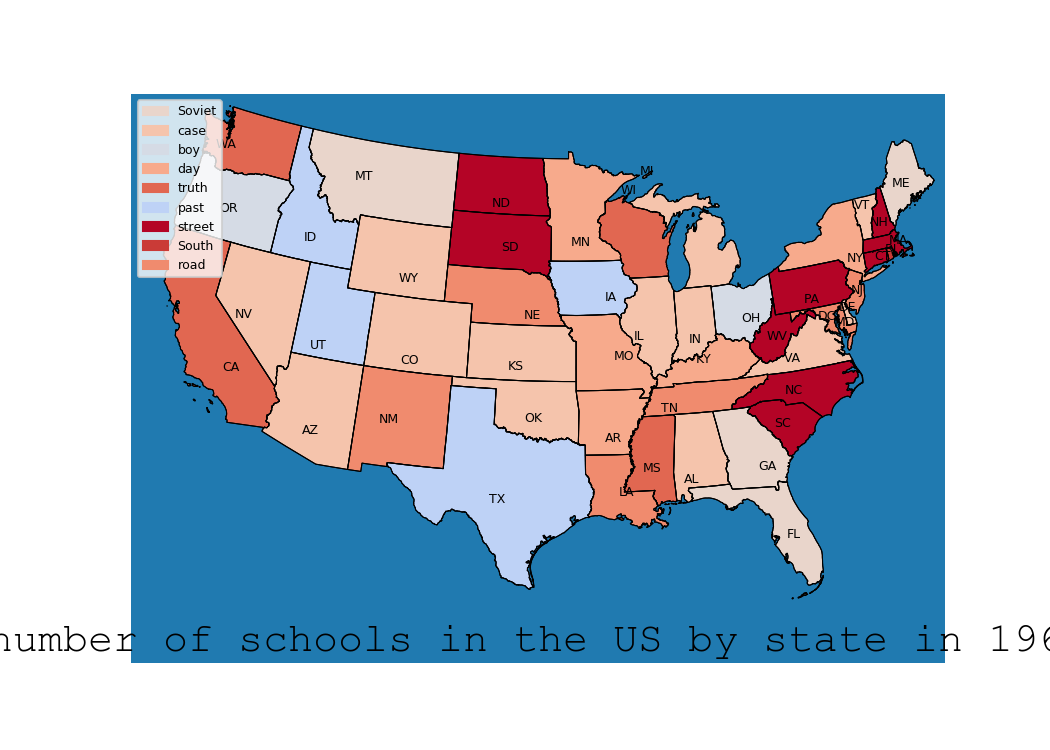 Soviet
case
boy
day
truth
past
street
South
road
WA
OR
ID
MT
ND
SD
WY
NV
UT
CA
AZ
CO
NM
NE
KS
OK
TX
MN
IA
MO
AR
LA
WI
MI
IL
IN
OH
KY
TN
MS
AL
GA
FL
SC
NC
VA
WV
PA
NY
NJ
DE
MD
DC
CT
RI
MA
NH
VT
ME
number of schools in the US by state in 196